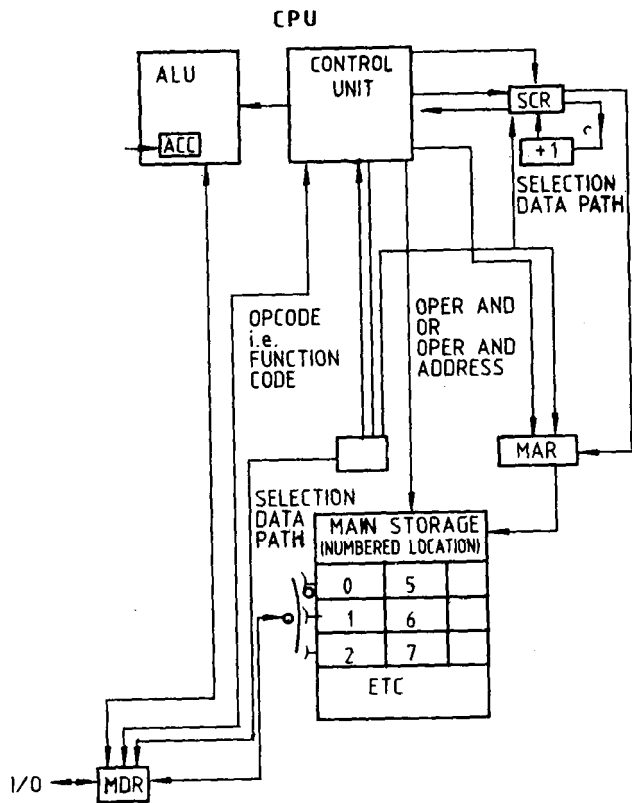 CPU
ALU
ACC
CONTROL
UNIT
SCR
+1
SELECTION
DATA PATH
OPCODE
i.e.
FUNCTION
CODE
OPER AND
OR
OPER AND
ADDRESS
MAR
SELECTION
DATA
PATH
MAIN STORAGE
(NUMBERED LOCATION)
0 5
1 6
2 7
ETC
I/O
MDR